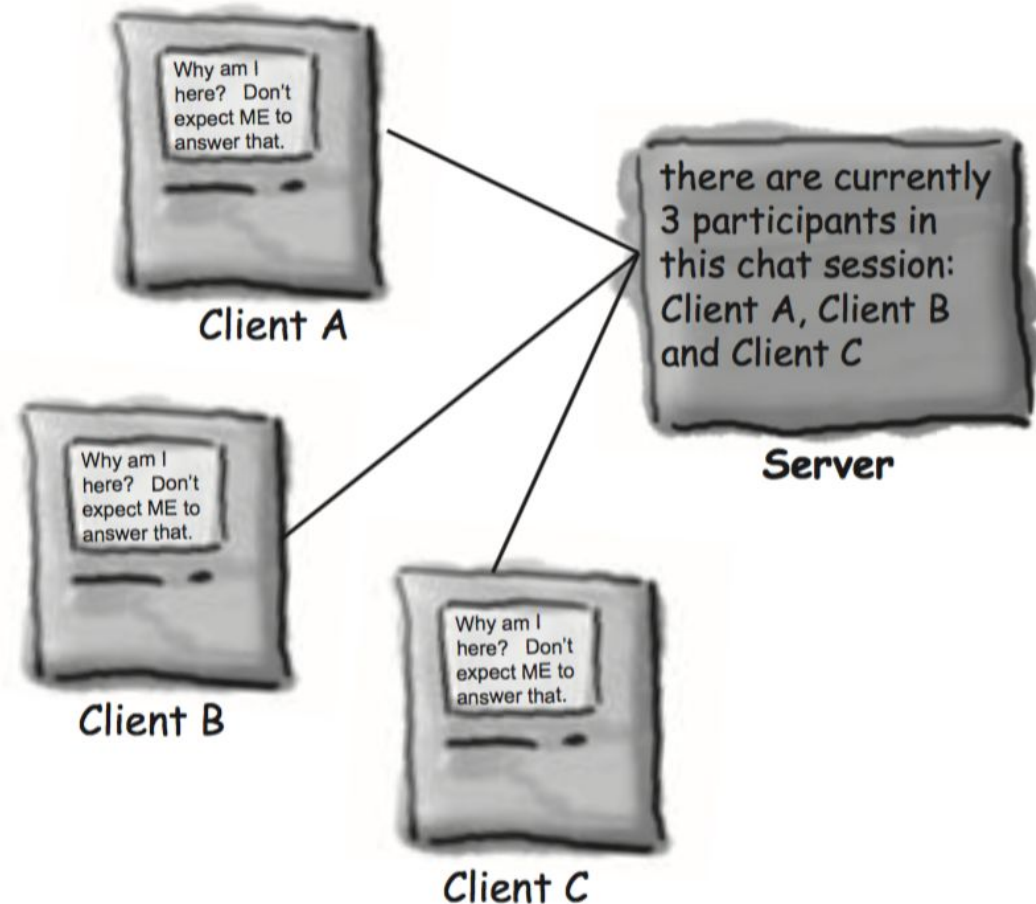 Why am I
here? Don't
expect ME to
answer that.
Client A
there are currently
3 participants in
this chat session:
Client A, Client B
and Client C
Server
Why am I
here? Don't
expect ME to
answer that.
Client B
Why am I
here? Don't
expect ME to
answer that.
Client C